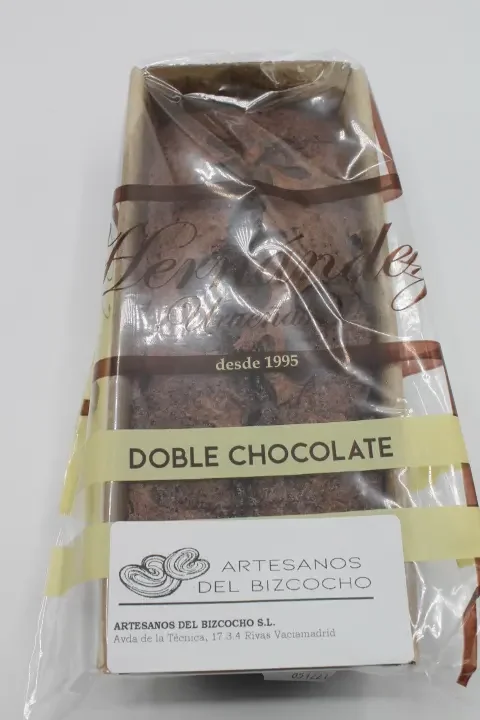 Hernández
desde 1995
DOBLE CHOCOLATE
ARTESANOS
DEL BIZCOCHO
ARTESANOS DEL BIZCOCHO S.L.
Avda de la Técnica, 17.3.4 Rivas Vaciamadrid